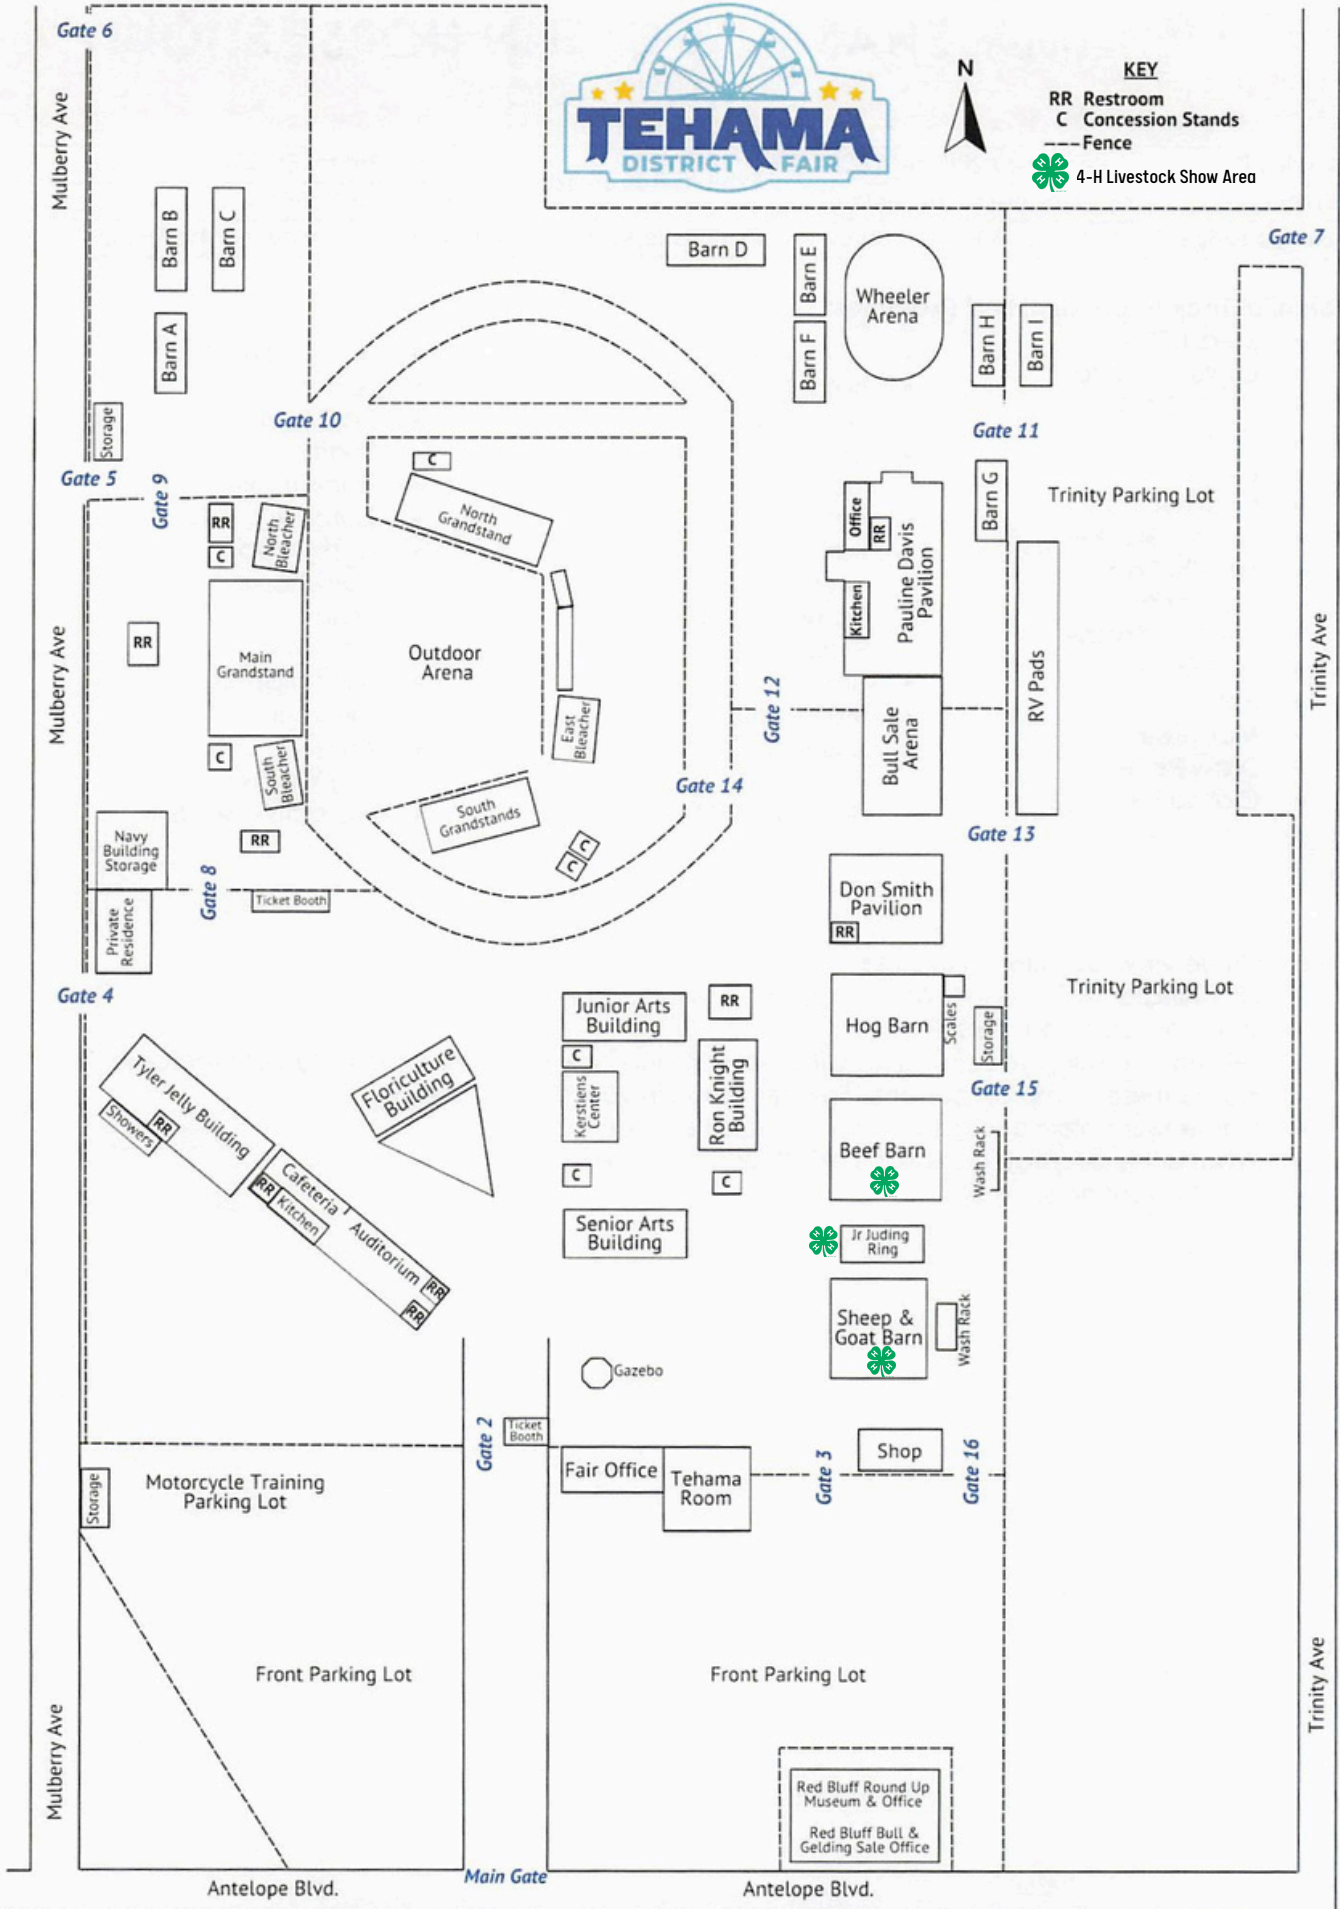 Gate 6
TEHAMA
DISTRICT FAIR
N
KEY
RR Restroom
C Concession Stands
Fence
4-H Livestock Show Area
Mulberry Ave
Barn B
Barn C
Barn A
Storage
Gate 5
Gate 9
Gate 10
Barn D
Barn E
Barn F
Wheeler
Arena
Barn H
Barn I
Gate 7
Gate 11
Barn G
Trinity Parking Lot
RR
C
North
Bleacher
C
North
Grandstand
Office
RR
Kitchen
Pauline Davis
Pavilion
Mulberry Ave
RR
Main
Grandstand
Outdoor
Arena
East
Bleacher
Gate 12
Bull Sale
Arena
RV Pads
Trinity Ave
C
South
Bleacher
South
Grandstands
C
C
Gate 14
Gate 13
Navy
Building
Storage
RR
Gate 8
Ticket Booth
Private
Residence
Gate 4
Don Smith
Pavilion
RR
Trinity Parking Lot
Junior Arts
Building
RR
Hog Barn
Scales
Storage
Gate 15
Tyler Jelly Building
Showers
RR
Floriculture
Building
C
Kerstiens
Center
Ron Knight
Building
C
C
Beef Barn
Wash Rack
Cafeteria
RR
Kitchen
Auditorium
RR
RR
Senior Arts
Building
Jr Juding
Ring
Sheep &
Goat Barn
Wash Rack
Gazebo
Gate 2
Ticket
Booth
Fair Office
Tehama
Room
Gate 3
Shop
Gate 16
Storage
Motorcycle Training
Parking Lot
Front Parking Lot
Front Parking Lot
Mulberry Ave
Trinity Ave
Red Bluff Round Up
Museum & Office
Red Bluff Bull &
Gelding Sale Office
Main Gate
Antelope Blvd.
Antelope Blvd.